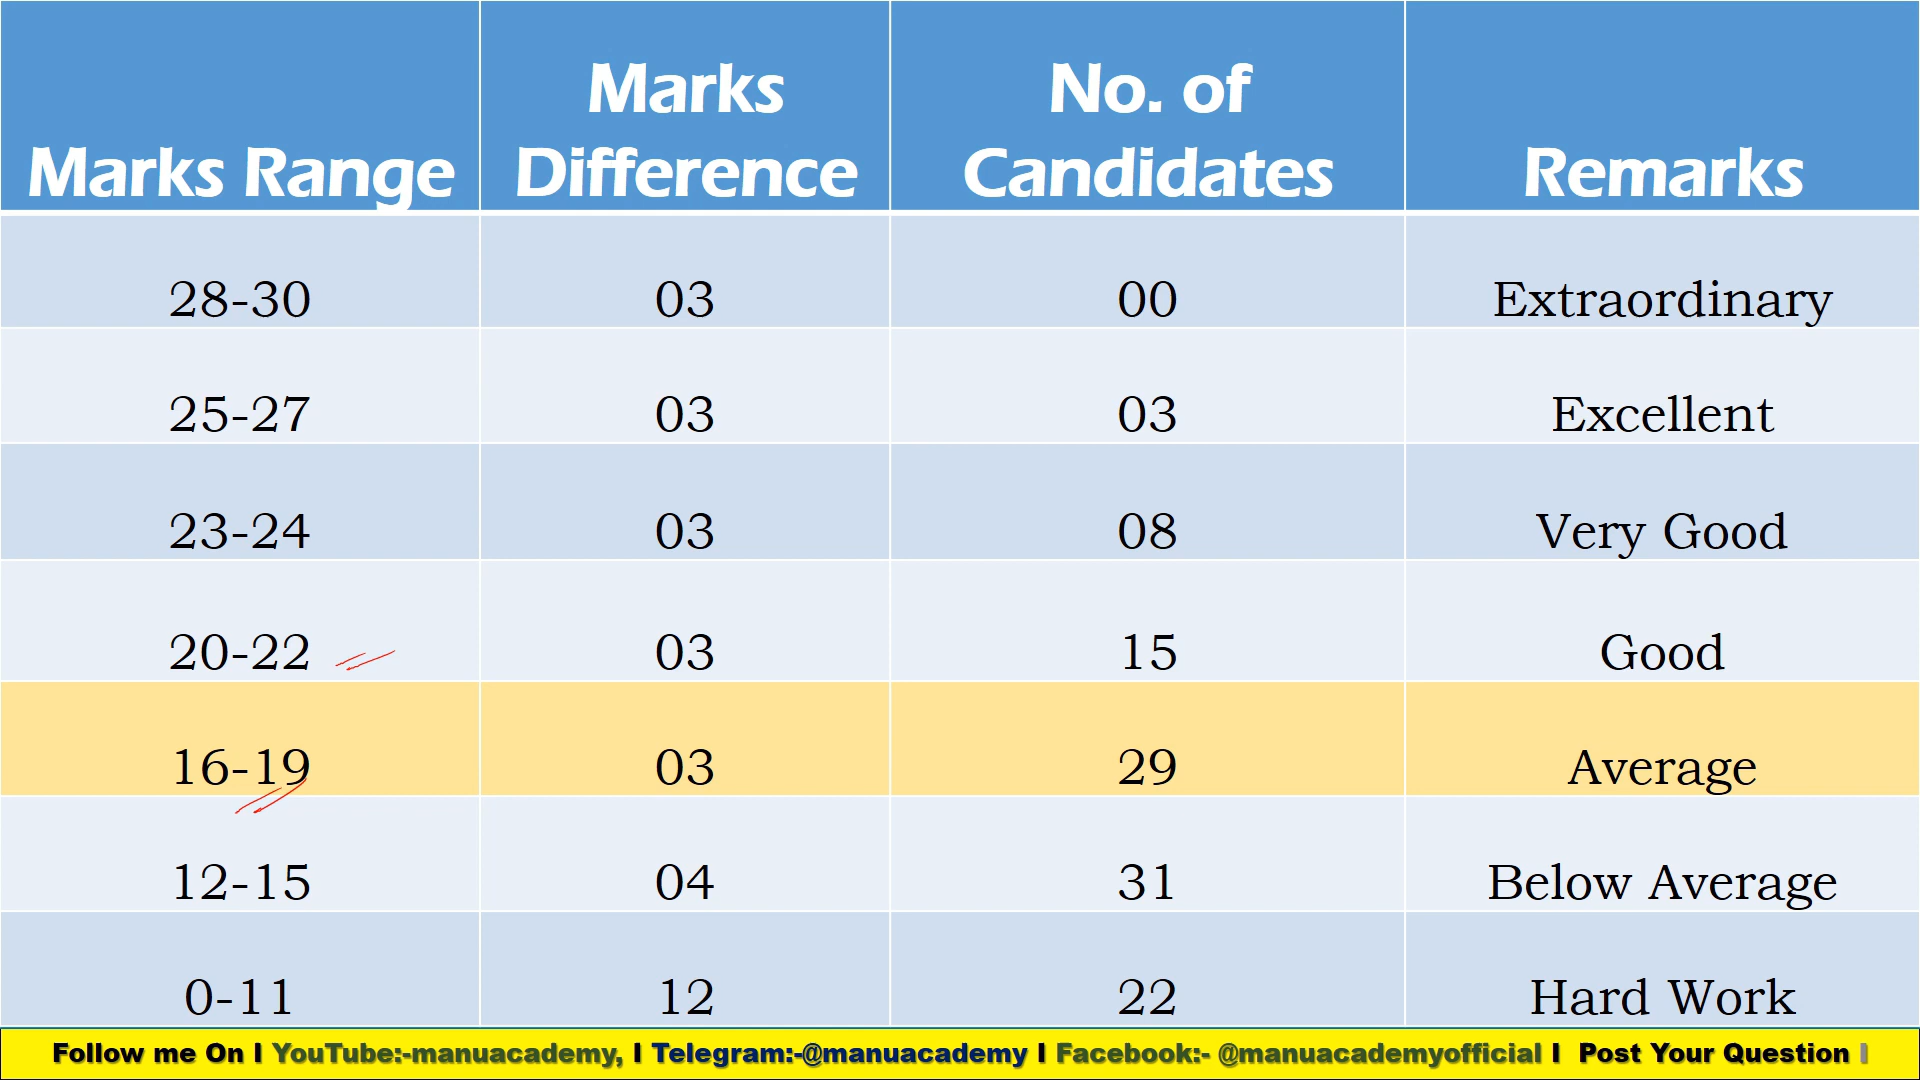 Marks Range | Marks Difference | No. of Candidates | Remarks
28-30 | 03 | 00 | Extraordinary
25-27 | 03 | 03 | Excellent
23-24 | 03 | 08 | Very Good
20-22 | 03 | 15 | Good
16-19 | 03 | 29 | Average
12-15 | 04 | 31 | Below Average
0-11 | 12 | 22 | Hard Work
Follow me On I YouTube:-manuacademy, I Telegram:-@manuacademy I Facebook:- @manuacademyofficial I Post Your Question I